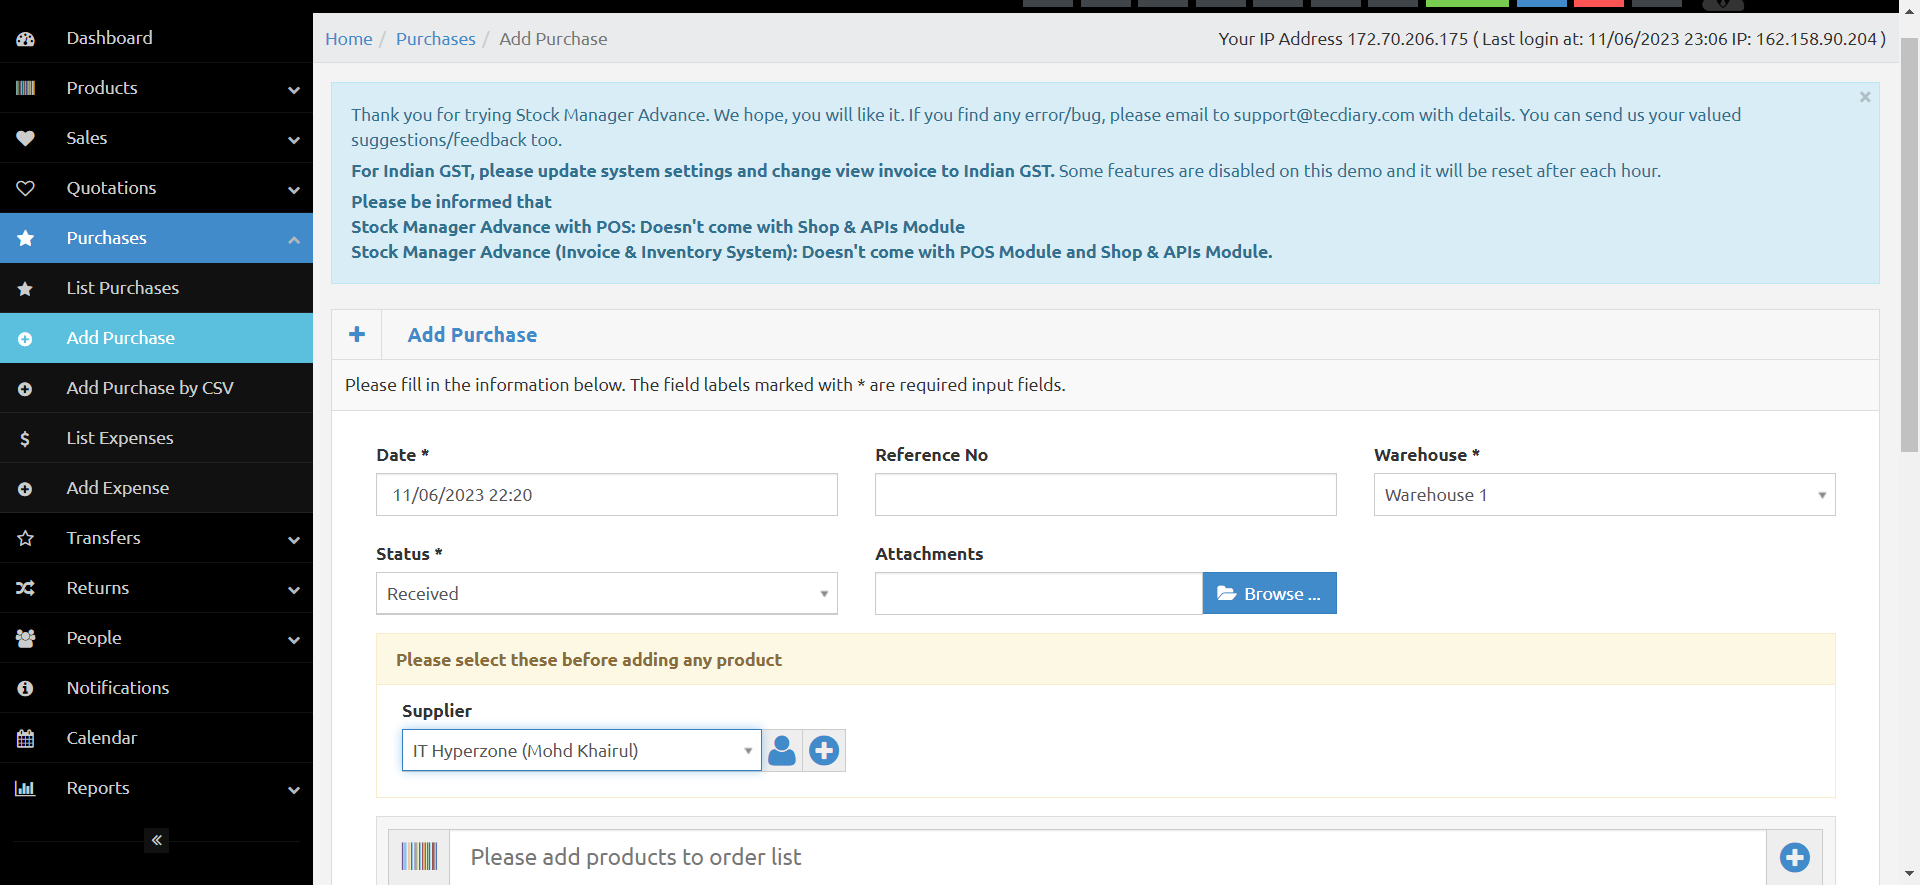 Dashboard
Products
Sales
Quotations
Purchases
List Purchases
Add Purchase
Add Purchase by CSV
List Expenses
Add Expense
Transfers
Returns
People
Notifications
Calendar
Reports
Home / Purchases / Add Purchase
Your IP Address 172.70.206.175 ( Last login at: 11/06/2023 23:06 IP: 162.158.90.204 )
×
Thank you for trying Stock Manager Advance. We hope, you will like it. If you find any error/bug, please email to support@tecdiary.com with details. You can send us your valued
suggestions/feedback too.
For Indian GST, please update system settings and change view invoice to Indian GST. Some features are disabled on this demo and it will be reset after each hour.
Please be informed that
Stock Manager Advance with POS: Doesn't come with Shop & APIs Module
Stock Manager Advance (Invoice & Inventory System): Doesn't come with POS Module and Shop & APIs Module.
Add Purchase
Please fill in the information below. The field labels marked with * are required input fields.
Date *
Reference No
Warehouse *
11/06/2023 22:20
Warehouse 1
Status *
Attachments
Received
Browse ...
Please select these before adding any product
Supplier
IT Hyperzone (Mohd Khairul)
Please add products to order list